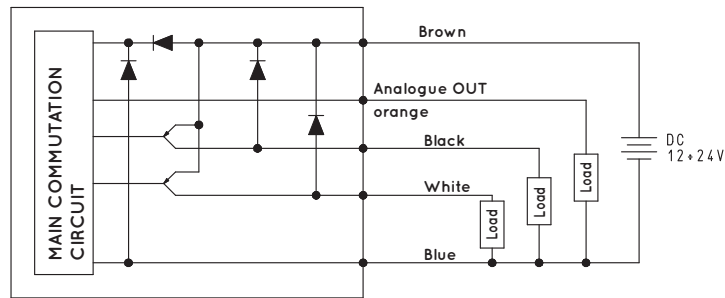 MAIN COMMUTATION
CIRCUIT
Brown
Analogue OUT
orange
Black
White
Blue
Load
Load
Load
DC
12÷24V